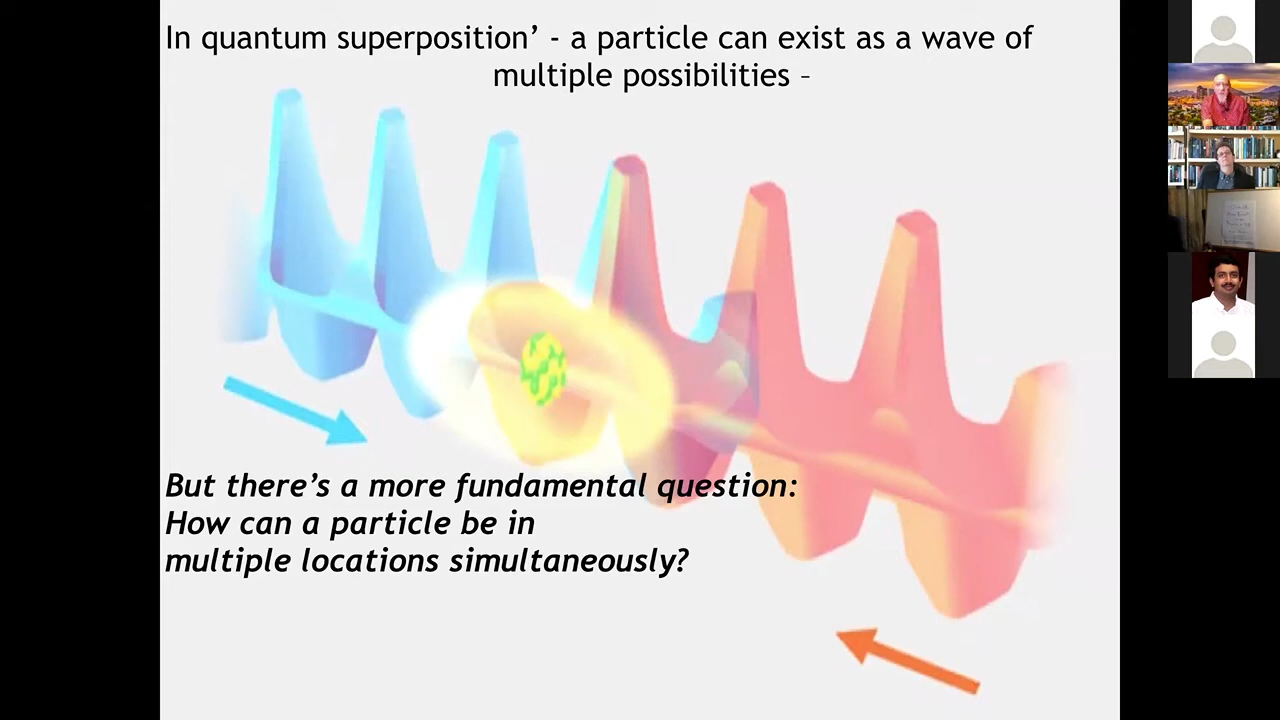 In quantum superposition’ - a particle can exist as a wave of
multiple possibilities –
But there’s a more fundamental question:
How can a particle be in
multiple locations simultaneously?